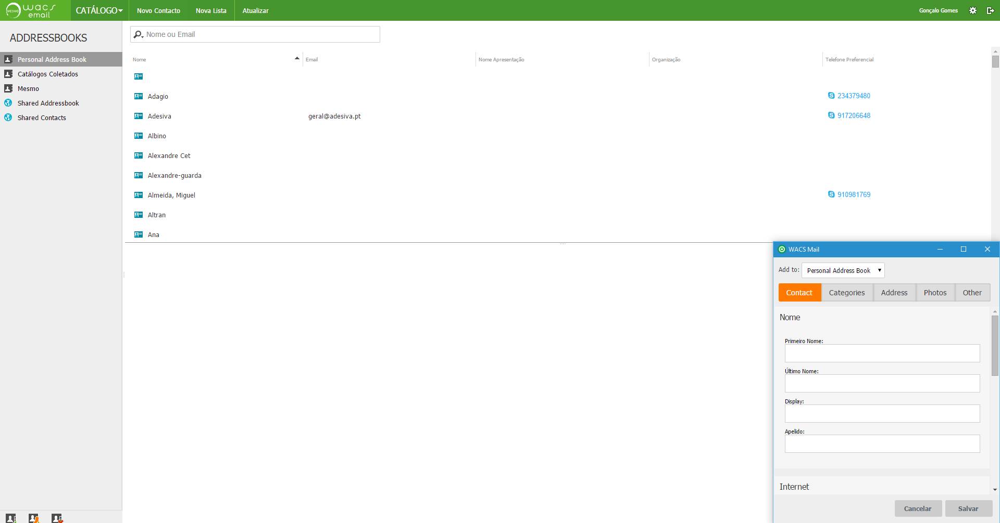 MESMO wacs email
CATÁLOGO
Novo Contacto
Nova Lista
Atualizar
Gonçalo Gomes
ADDRESSBOOKS
Personal Address Book
Catálogos Coletados
Mesmo
Shared Addressbook
Shared Contacts
Nome ou Email
Nome Email Nome Apresentação Organização Telefone Preferencial
Adagio 234379480
Adesiva geral@adesiva.pt 917206648
Albino
Alexandre Cet
Alexandre-guarda
Almeida, Miguel 910981769
Altran
Ana
WACS Mail
Add to: Personal Address Book
Contact Categories Address Photos Other
Nome
Primeiro Nome:
Último Nome:
Display:
Apelido:
Internet
Cancelar Salvar